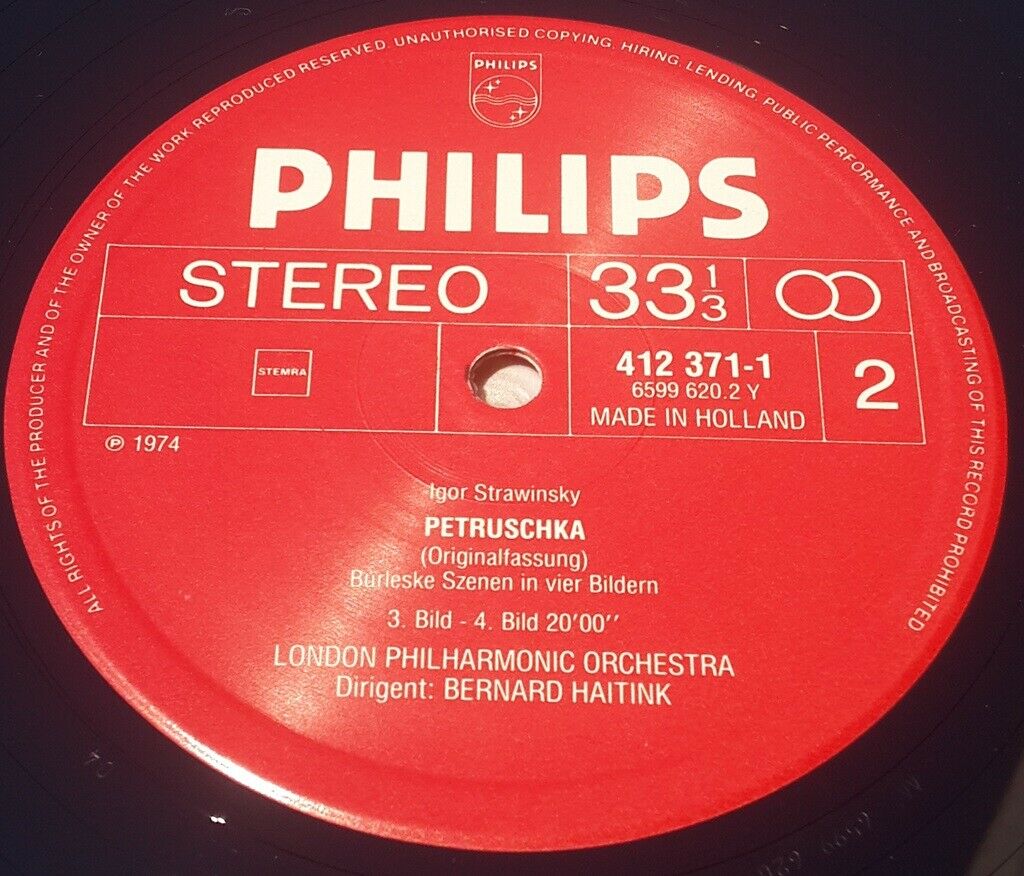 ALL RIGHTS OF THE PRODUCER AND OF THE OWNER OF THE WORK REPRODUCED RESERVED. UNAUTHORISED COPYING, HIRING, LENDING, PUBLIC PERFORMANCE AND BROADCASTING OF THIS RECORD PROHIBITED
PHILIPS
PHILIPS
STEREO 33 1/3
STEMRA
412 371-1
6599 620.2 Y
MADE IN HOLLAND
2
℗ 1974
Igor Strawinsky
PETRUSCHKA
(Originalfassung)
Burleske Szenen in vier Bildern
3. Bild - 4. Bild 20'00''
LONDON PHILHARMONIC ORCHESTRA
Dirigent: BERNARD HAITINK